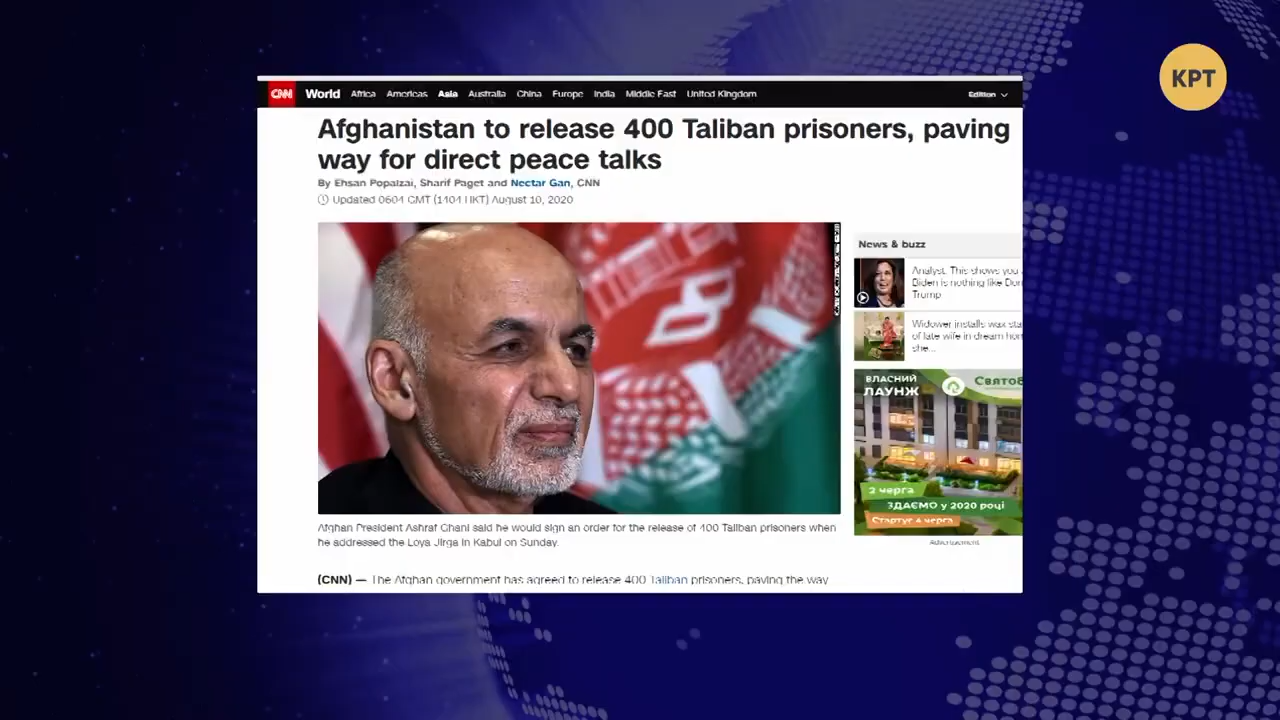 КРТ
CNN World Africa Americas Asia Australia China Europe India Middle East United Kingdom Edition
Afghanistan to release 400 Taliban prisoners, paving
way for direct peace talks
By Ehsan Popalzai, Sharif Paget and Nectar Gan, CNN
Updated 0604 GMT (1404 HKT) August 10, 2020
News & buzz
Analyst: This shows you
Biden is nothing like Don
Trump
Widower installs wax sta
of late wife in dream hom
she...
ВЛАСНИЙ
ЛАУНЖ
Святоб
2 черга
ЗДАЄМО у 2020 році
Стартує 4 черга
Advertisement
Afghan President Ashraf Ghani said he would sign an order for the release of 400 Taliban prisoners when
he addressed the Loya Jirga in Kabul on Sunday.
(CNN) — The Afghan government has agreed to release 400 Taliban prisoners, paving the way